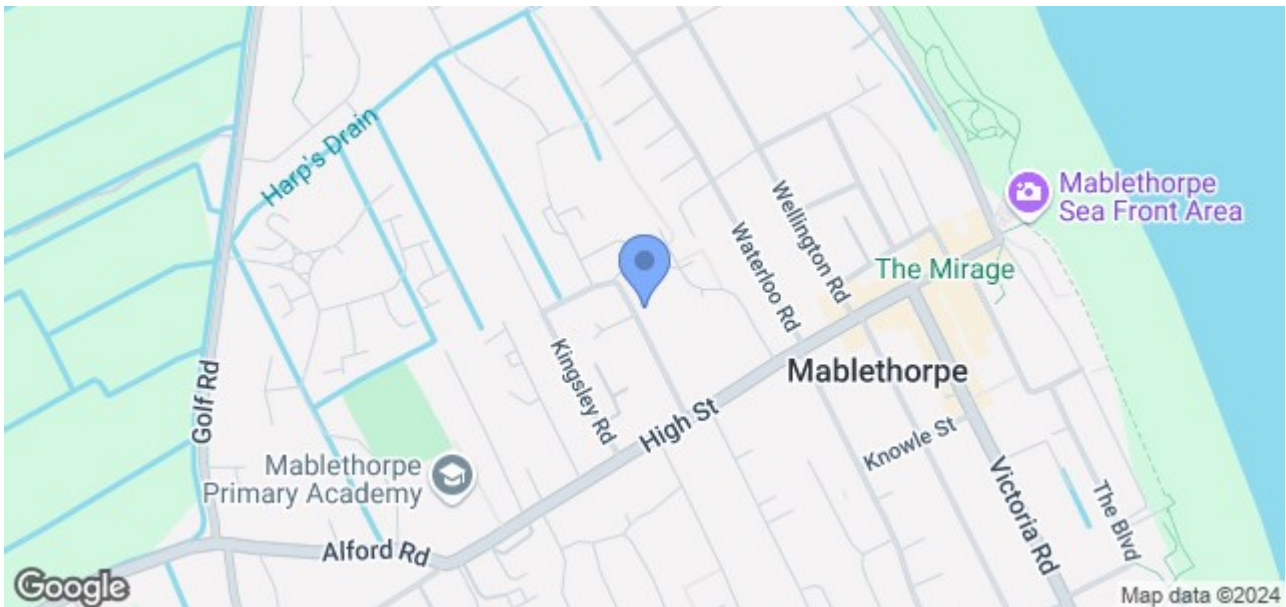 Harp's Drain
Mablethorpe
Sea Front Area
Wellington Rd
Waterloo Rd
The Mirage
Golf Rd
Kingsley Rd
Mablethorpe
High St
Knowle St
Mablethorpe
Primary Academy
Victoria Rd
The Blvd
Alford Rd
Google
Map data ©2024